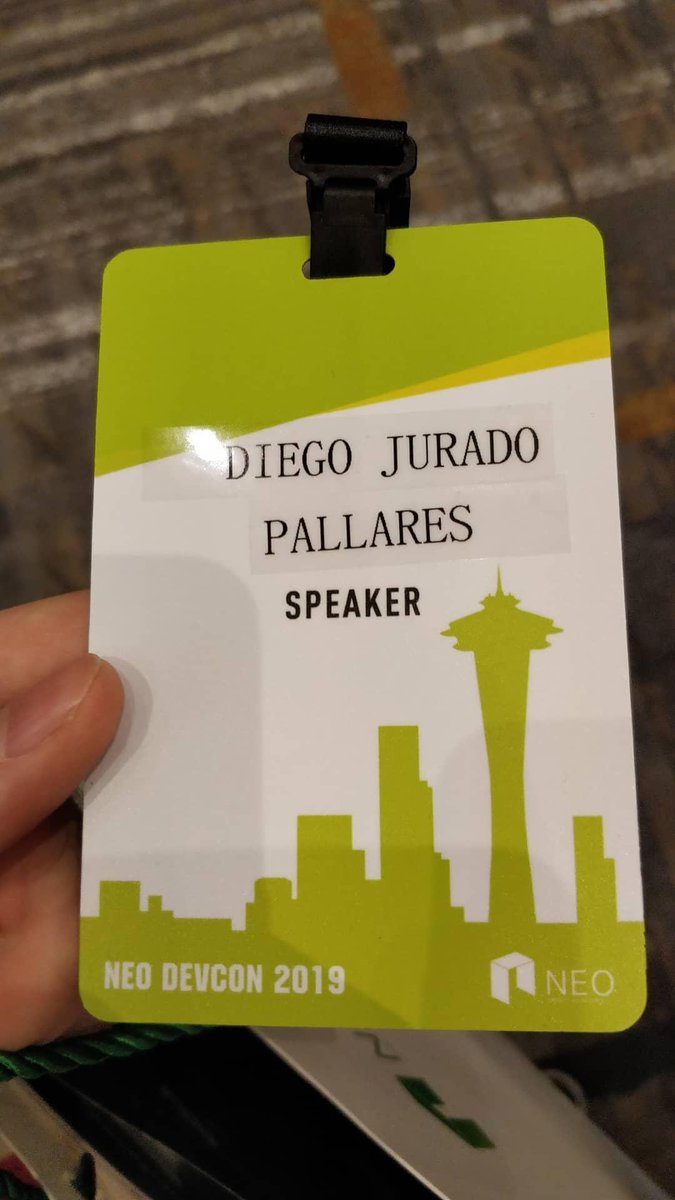 DIEGO JURADO
PALLARES
SPEAKER
NEO DEVCON 2019
NEO